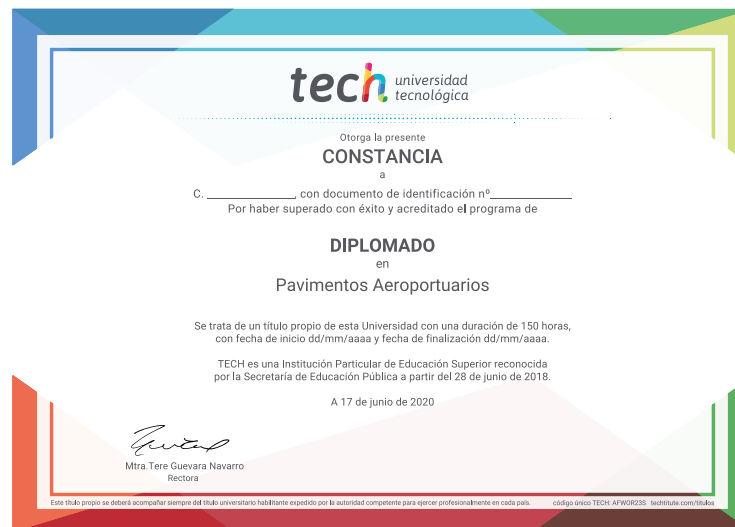 tech universidad
tecnológica
Otorga la presente
CONSTANCIA
a
C. ______________, con documento de identificación nº______________
Por haber superado con éxito y acreditado el programa de
DIPLOMADO
en
Pavimentos Aeroportuarios
Se trata de un título propio de esta Universidad con una duración de 150 horas,
con fecha de inicio dd/mm/aaaa y fecha de finalización dd/mm/aaaa.
TECH es una Institución Particular de Educación Superior reconocida
por la Secretaría de Educación Pública a partir del 28 de junio de 2018.
A 17 de junio de 2020
Mtra.Tere Guevara Navarro
Rectora
Este título propio se deberá acompañar siempre del título universitario habilitante expedido por la autoridad competente para ejercer profesionalmente en cada país. código único TECH: AFWOR23S techtitute.com/titulos